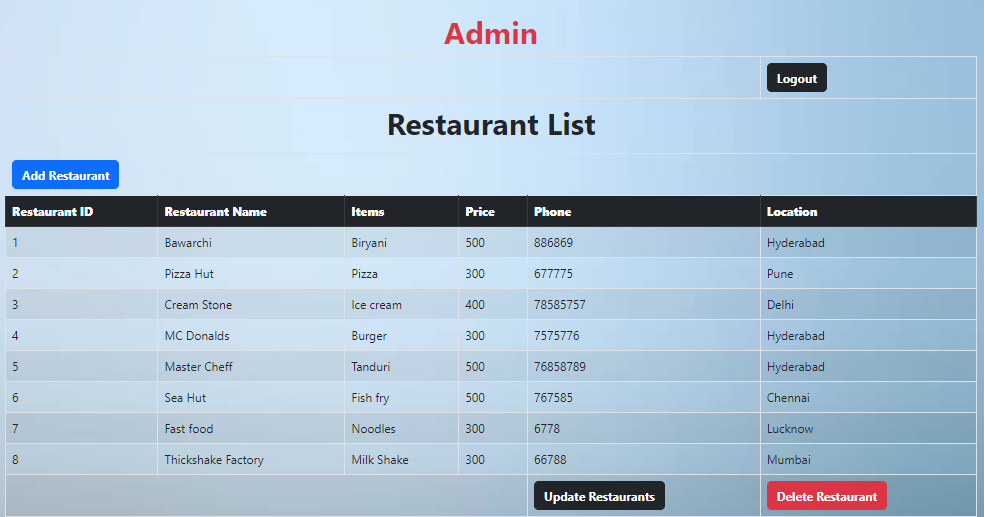 Admin
Logout
Restaurant List
Add Restaurant
Restaurant ID Restaurant Name Items Price Phone Location
1 Bawarchi Biryani 500 886869 Hyderabad
2 Pizza Hut Pizza 300 677775 Pune
3 Cream Stone Ice cream 400 78585757 Delhi
4 MC Donalds Burger 300 7575776 Hyderabad
5 Master Cheff Tanduri 500 76858789 Hyderabad
6 Sea Hut Fish fry 500 767585 Chennai
7 Fast food Noodles 300 6778 Lucknow
8 Thickshake Factory Milk Shake 300 66788 Mumbai
Update Restaurants Delete Restaurant